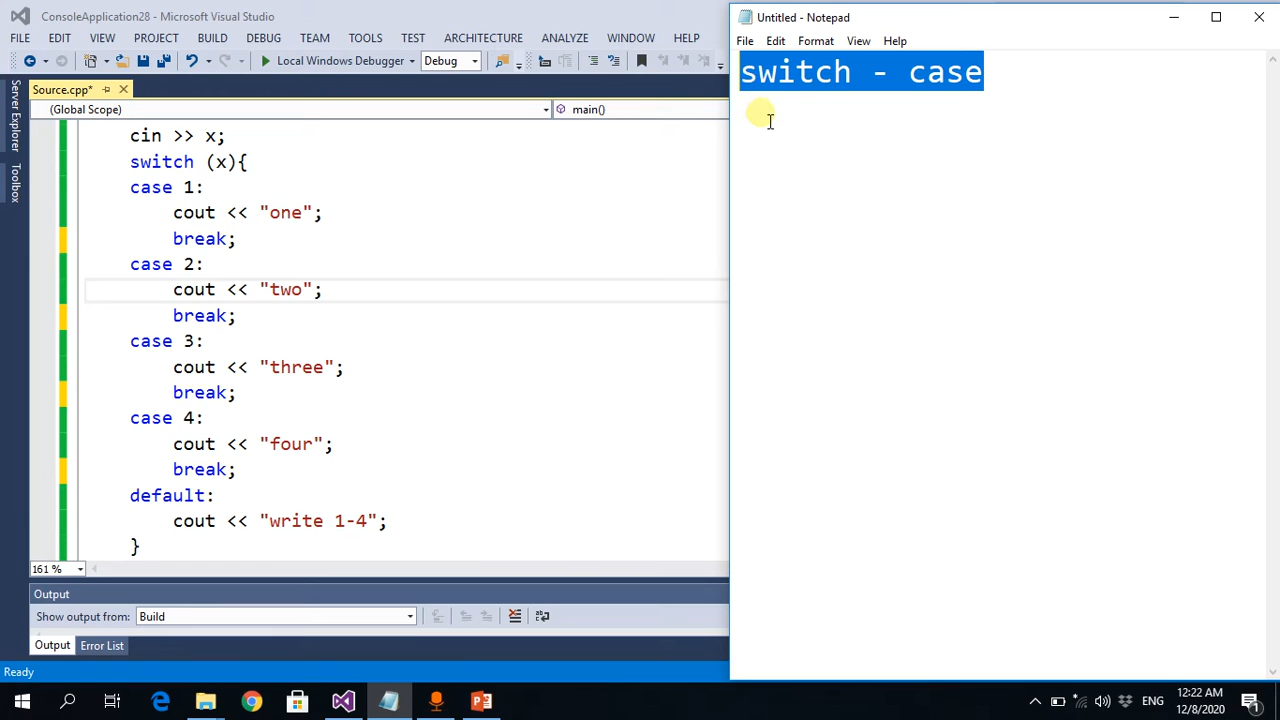 ConsoleApplication28 - Microsoft Visual Studio
FILE EDIT VIEW PROJECT BUILD DEBUG TEAM TOOLS TEST ARCHITECTURE ANALYZE WINDOW HELP
Local Windows Debugger Debug
Source.cpp*
(Global Scope) main()
Server Explorer
Toolbox
cin >> x;
switch (x){
case 1:
cout << "one";
break;
case 2:
cout << "two";
break;
case 3:
cout << "three";
break;
case 4:
cout << "four";
break;
default:
cout << "write 1-4";
}
161 %
Output
Show output from: Build
Output Error List
Ready
Untitled - Notepad
File Edit Format View Help
switch - case
ENG
12:22 AM
12/8/2020
1